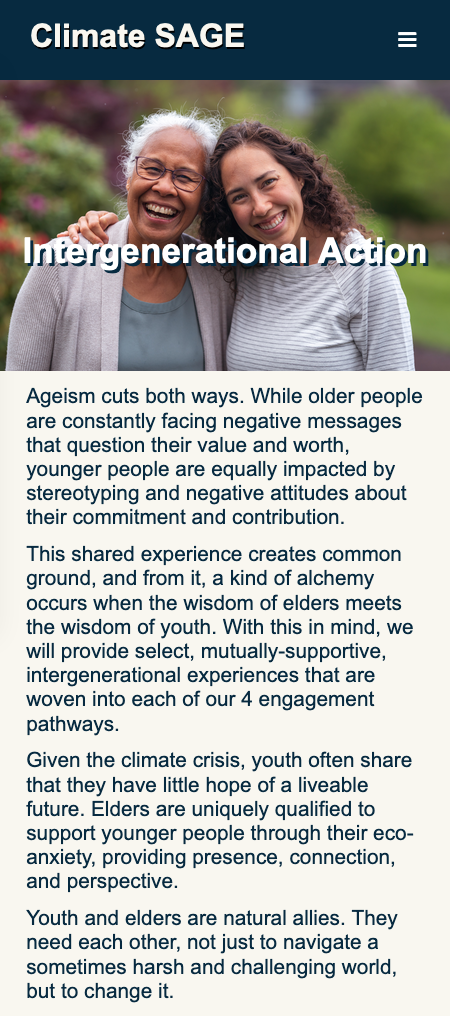 Climate SAGE
Intergenerational Action
Ageism cuts both ways. While older people
are constantly facing negative messages
that question their value and worth,
younger people are equally impacted by
stereotyping and negative attitudes about
their commitment and contribution.
This shared experience creates common
ground, and from it, a kind of alchemy
occurs when the wisdom of elders meets
the wisdom of youth. With this in mind, we
will provide select, mutually-supportive,
intergenerational experiences that are
woven into each of our 4 engagement
pathways.
Given the climate crisis, youth often share
that they have little hope of a liveable
future. Elders are uniquely qualified to
support younger people through their eco-
anxiety, providing presence, connection,
and perspective.
Youth and elders are natural allies. They
need each other, not just to navigate a
sometimes harsh and challenging world,
but to change it.